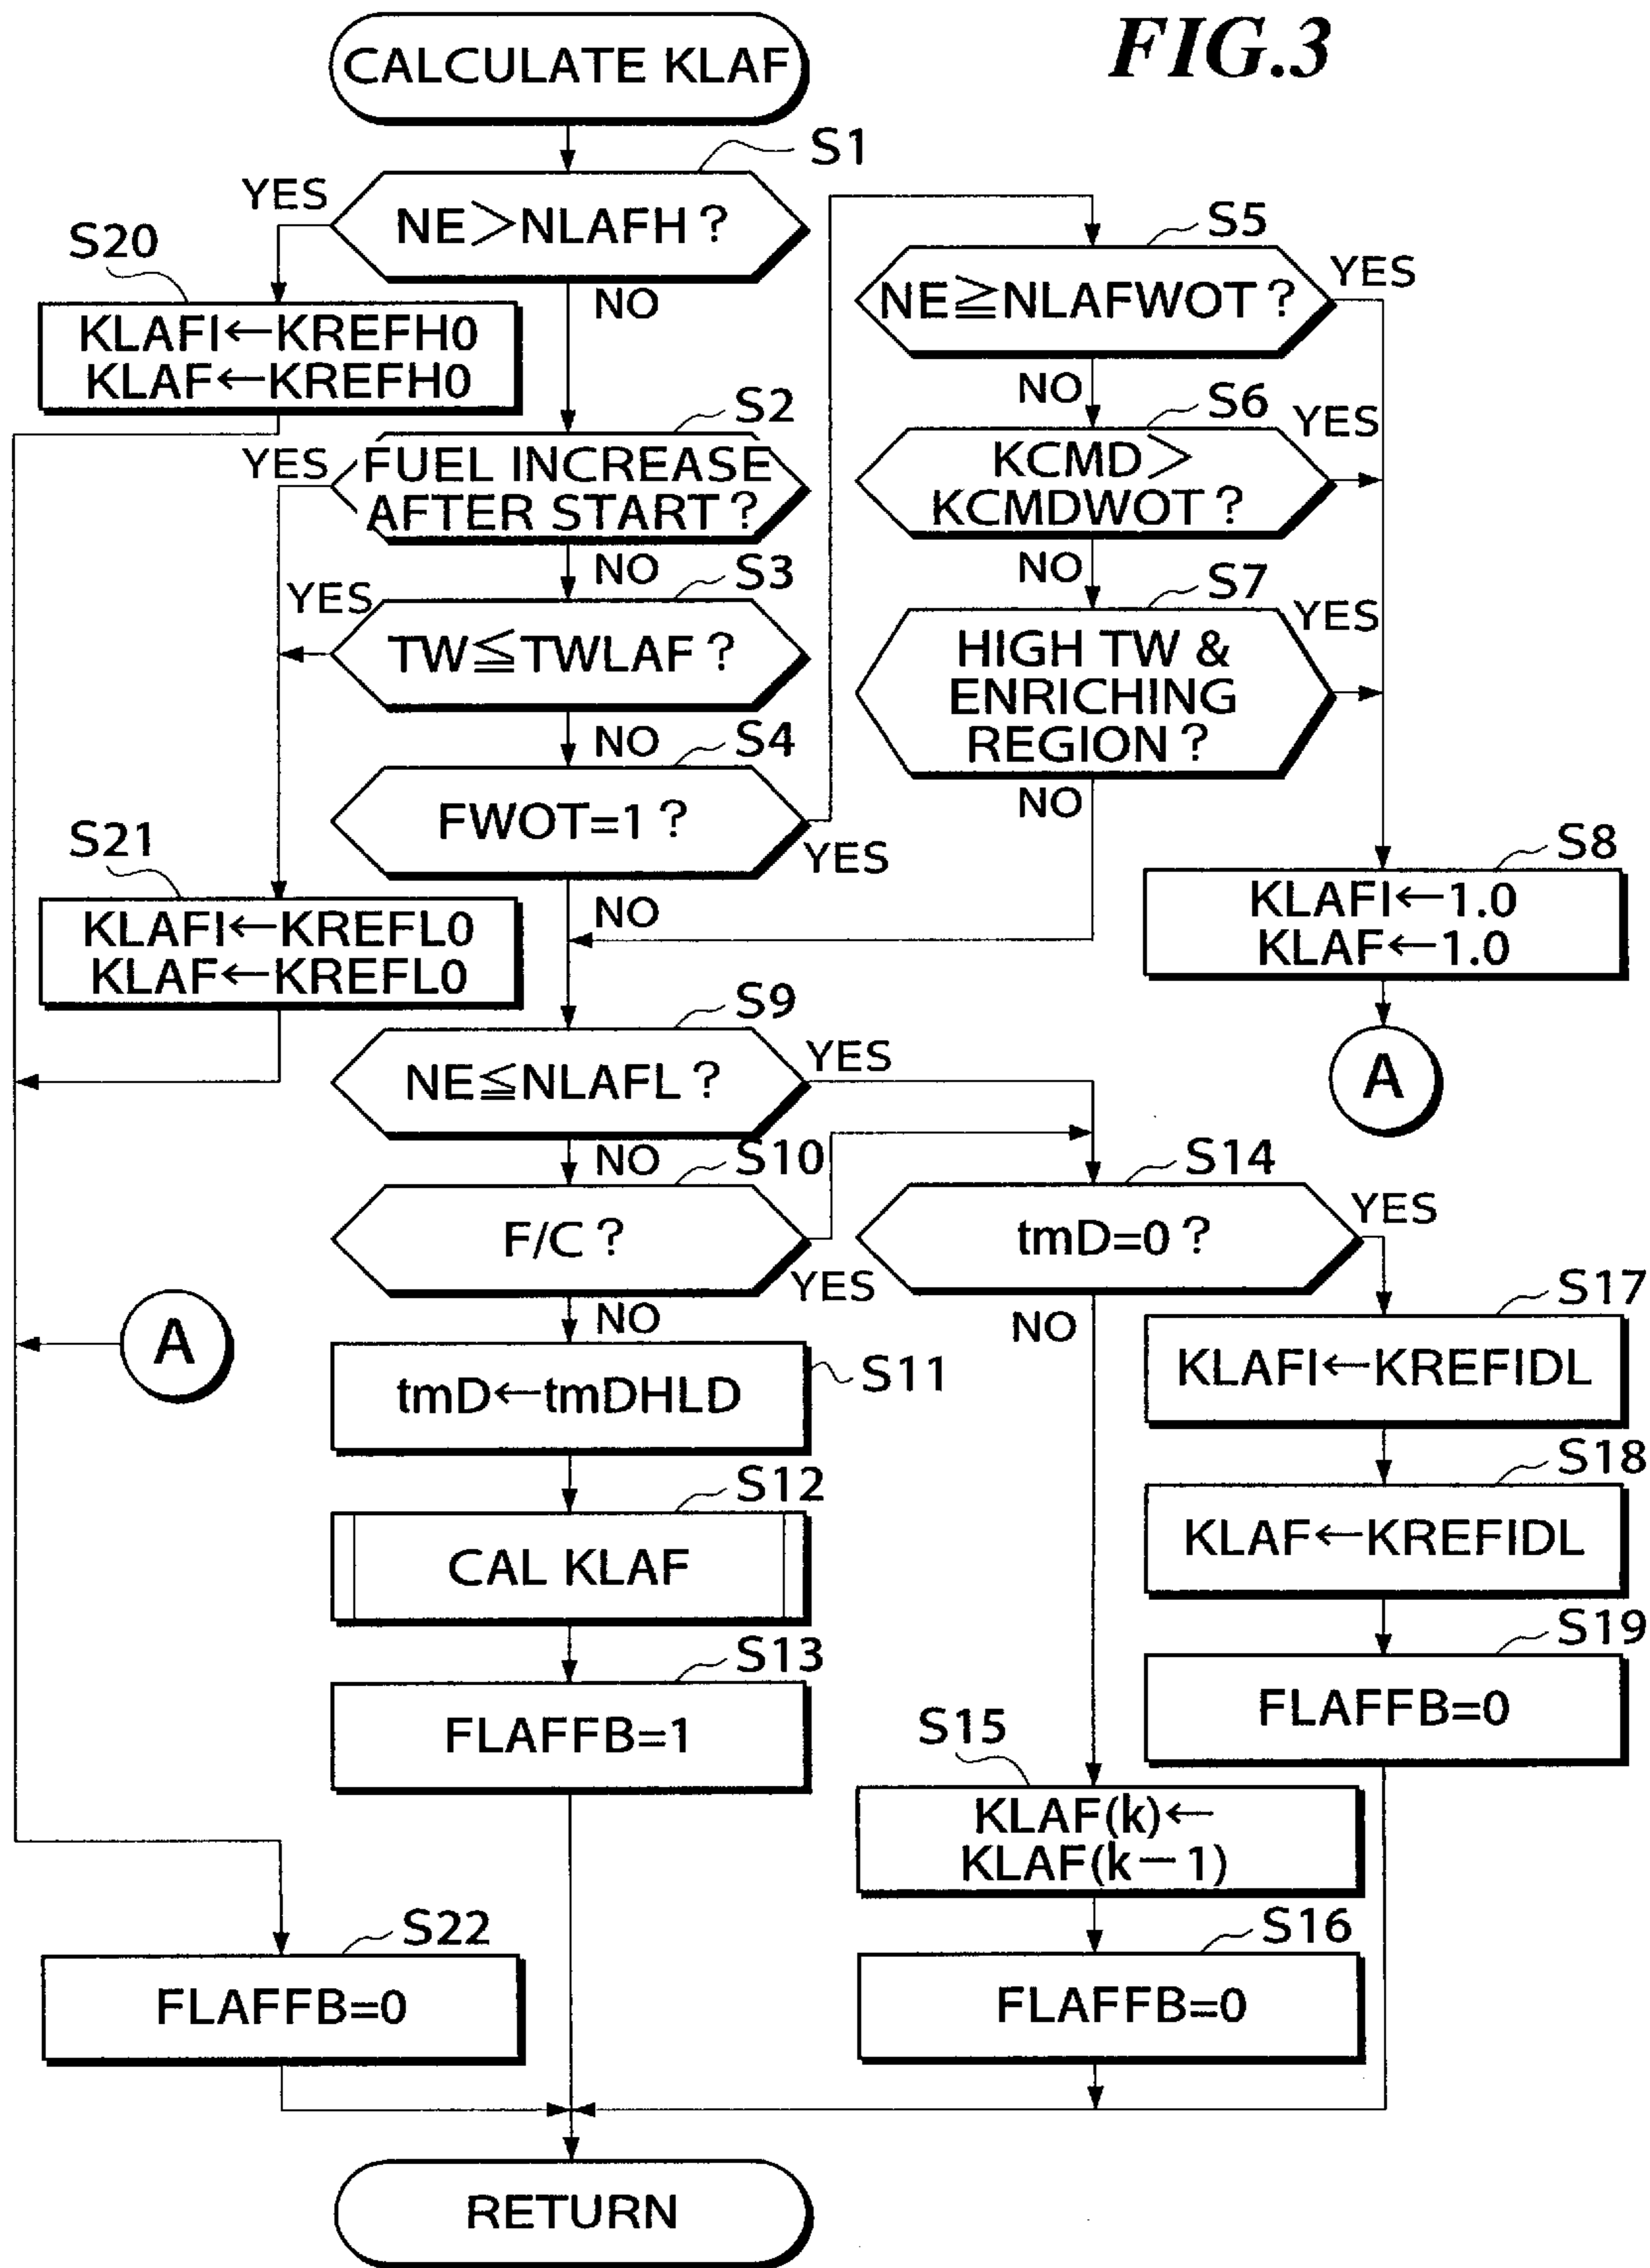 FIG.3
CALCULATE KLAF
S1
NE>NLAFH?
YES
NO
S20
KLAFI←KREFH0
KLAF←KREFH0
S2
FUEL INCREASE
AFTER START?
YES
NO
S3
TW≦TWLAF?
YES
NO
S4
FWOT=1?
YES
NO
S21
KLAFI←KREFL0
KLAF←KREFL0
S5
NE≧NLAFWOT?
YES
NO
S6
KCMD>
KCMDWOT?
YES
NO
S7
HIGH TW &
ENRICHING
REGION?
YES
NO
S8
KLAFI←1.0
KLAF←1.0
A
S9
NE≦NLAFL?
YES
NO
S10
F/C?
YES
NO
A
S11
tmD←tmDHLD
S12
CAL KLAF
S13
FLAFFB=1
S14
tmD=0?
YES
NO
S17
KLAFI←KREFIDL
S18
KLAF←KREFIDL
S19
FLAFFB=0
S15
KLAF(k)←
KLAF(k−1)
S16
FLAFFB=0
S22
FLAFFB=0
RETURN